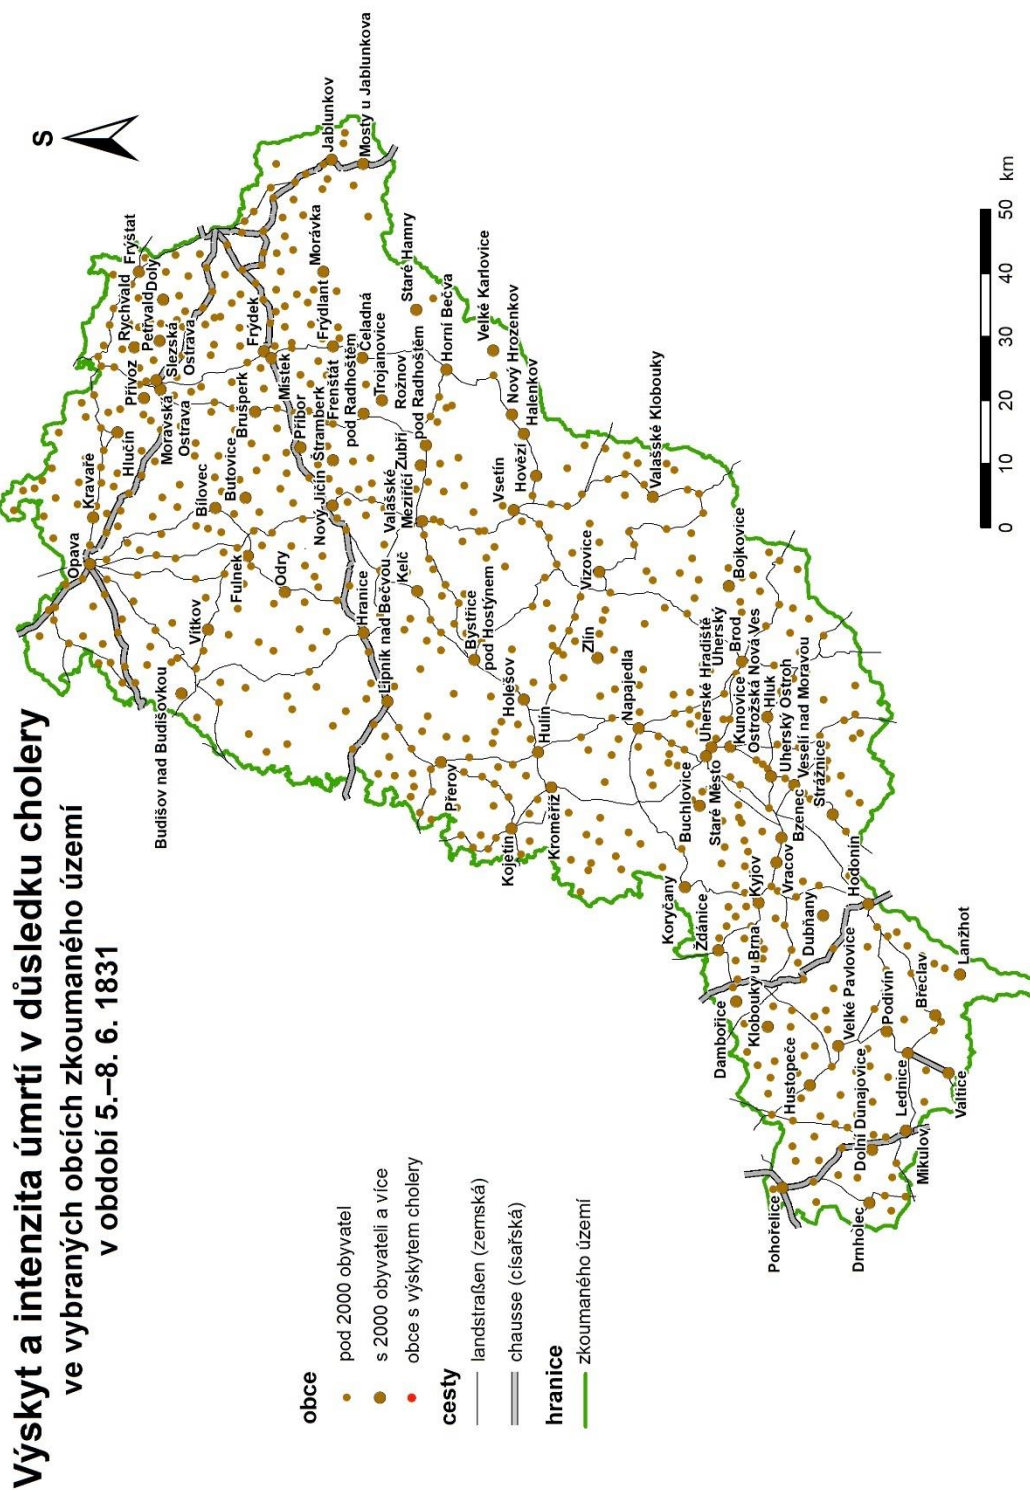 Výskyt a intenzita úmrtí v důsledku cholery
ve vybraných obcích zkoumaného území
v období 5.–8. 6. 1831
S
Opava
Kravaře
Hlučín
Přívoz
Rychvald
Petřvald
Doly
Fryštat
Slezská
Ostrava
Moravská
Ostrava
Budišov nad Budišovkou
Vítkov
Bílovec
Butovice
Brušperk
Fulnek
Odry
Frýdek
Místek
Příbor
Štramberk
Nový Jičín
Frenštát
pod Radhoštěm
Frýdlant
Morávka
Čeladná
Trojanovice
Jablunkov
Mosty u Jablunkova
Staré Hamry
Hranice
Lipník nad Bečvou
Kelč
Valašské
Meziříčí
Zubří
Rožnov
pod Radhoštěm
Horní Bečva
Velké Karlovice
Nový Hrozenkov
Halenkov
Hovězí
Vsetín
Přerov
Bystřice
pod Hostýnem
Holešov
Hulín
Kojetín
Kroměříž
Vizovice
Zlín
Napajedla
Valašské Klobouky
Bojkovice
Uherské Hradiště
Uherský
Brod
Kunovice
Ostrožská Nová Ves
Hluk
Uherský Ostroh
Veselí nad Moravou
Strážnice
Buchlovice
Staré Město
Bzenec
Vracov
Kyjov
Koryčany
Ždánice
Dubňany
Hodonín
Dambořice
Klobouky u Brna
Hustopeče
Velké Pavlovice
Podivín
Břeclav
Lanžhot
Lednice
Valtice
Dolní Dunajovice
Mikulov
Pohořelice
Drnholec
obce
pod 2000 obyvatel
s 2000 obyvateli a více
obce s výskytem cholery
cesty
landstraßen (zemská)
chausse (císařská)
hranice
zkoumaného území
0 10 20 30 40 50 km